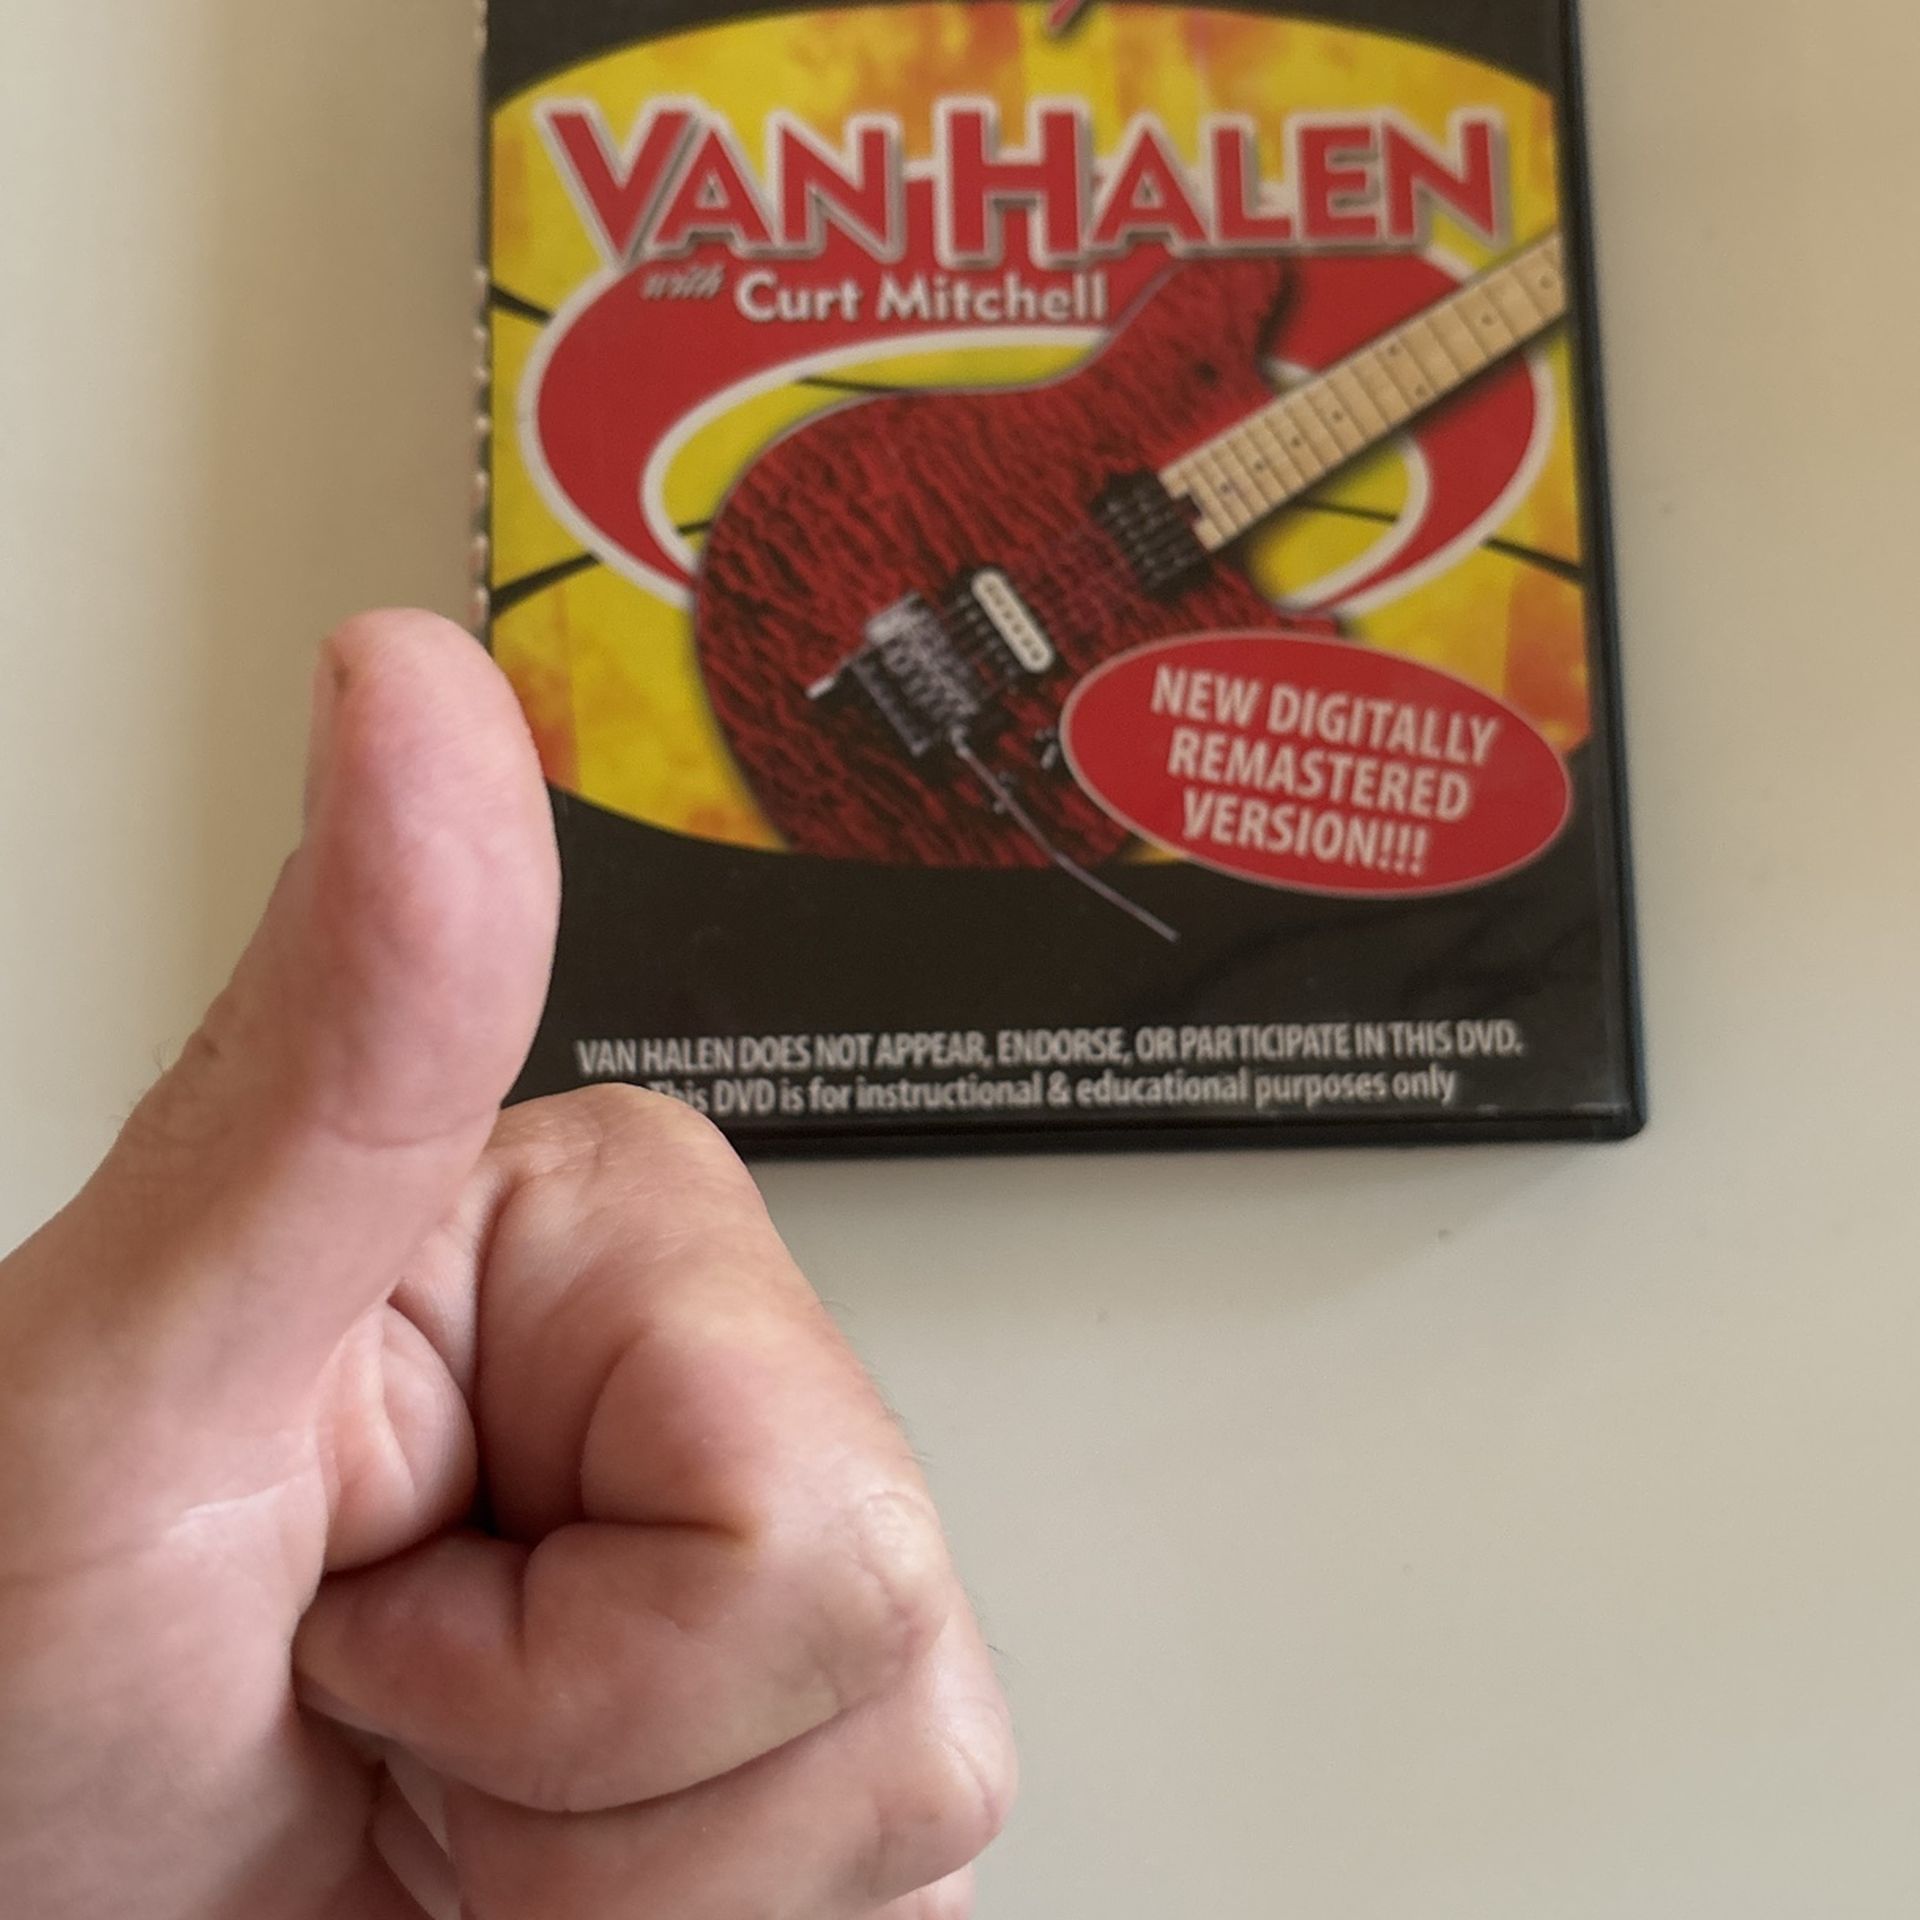 VAN HALEN
with Curt Mitchell
NEW DIGITALLY
REMASTERED
VERSION!!!
VAN HALEN DOES NOT APPEAR, ENDORSE, OR PARTICIPATE IN THIS DVD.
This DVD is for instructional & educational purposes only